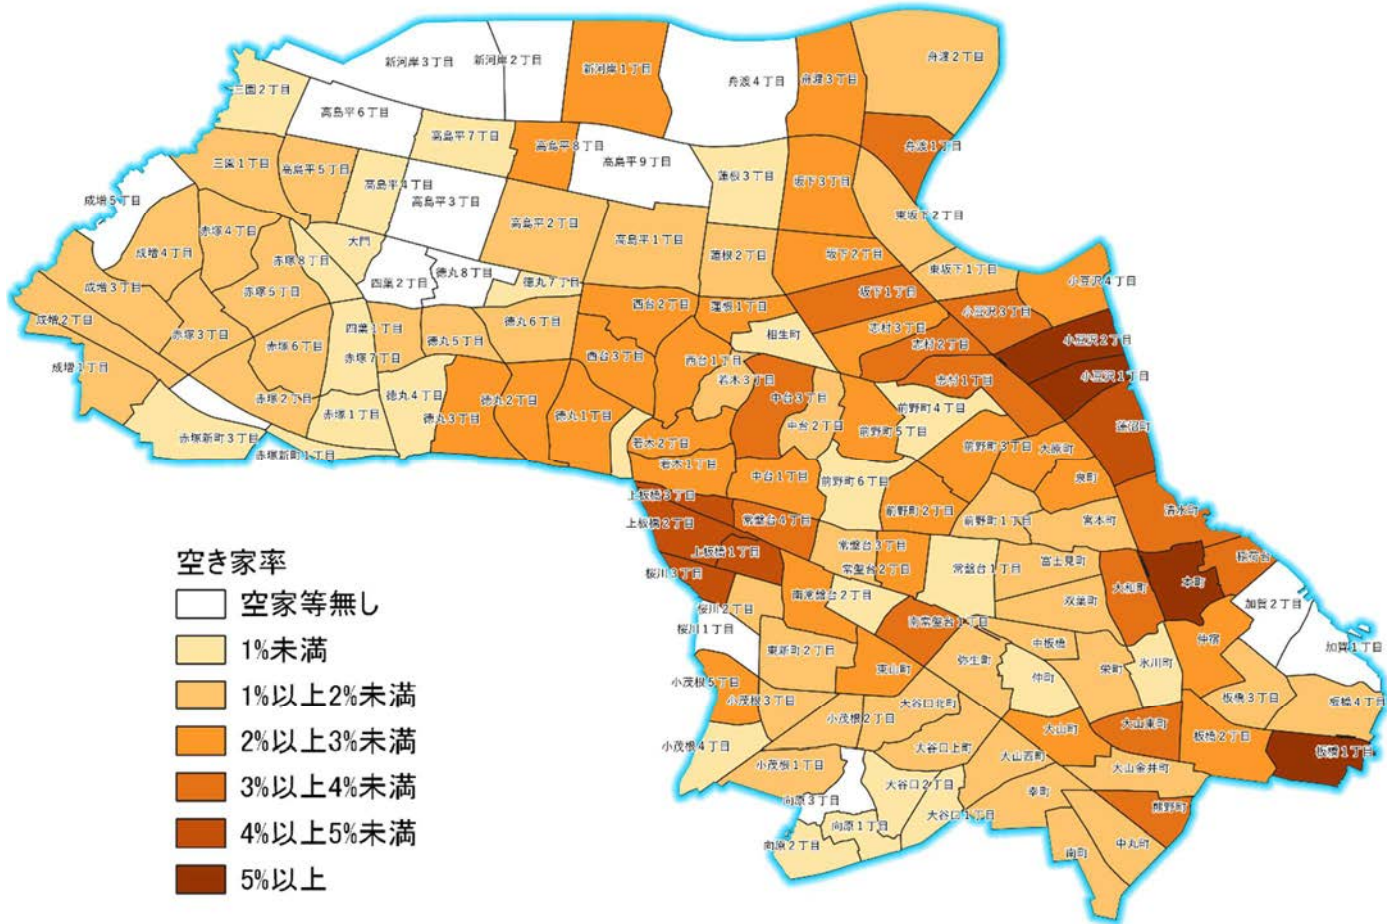 新河岸3丁目
新河岸2丁目
新河岸1丁目
舟渡4丁目
舟渡3丁目
舟渡2丁目
三園2丁目
高島平6丁目
高島平7丁目
高島平8丁目
高島平9丁目
舟渡1丁目
三園1丁目
高島平5丁目
高島平4丁目
高島平3丁目
蓮根3丁目
坂下3丁目
成増5丁目
赤塚4丁目
高島平2丁目
高島平1丁目
東坂下2丁目
成増4丁目
赤塚8丁目
大門
蓮根2丁目
坂下2丁目
東坂下1丁目
成増3丁目
赤塚5丁目
四葉2丁目
徳丸8丁目
徳丸7丁目
西台2丁目
蓮根1丁目
坂下1丁目
小豆沢4丁目
成増2丁目
赤塚3丁目
四葉1丁目
徳丸5丁目
徳丸6丁目
相生町
志村3丁目
小豆沢3丁目
赤塚6丁目
赤塚7丁目
西台3丁目
西台1丁目
志村2丁目
小豆沢2丁目
成増1丁目
若木3丁目
志村1丁目
小豆沢1丁目
赤塚2丁目
赤塚1丁目
徳丸4丁目
徳丸3丁目
徳丸2丁目
徳丸1丁目
中台3丁目
中台2丁目
前野町4丁目
前野町5丁目
蓮沼町
赤塚新町3丁目
赤塚新町1丁目
若木2丁目
若木1丁目
前野町3丁目
大原町
中台1丁目
前野町6丁目
泉町
上板橋3丁目
上板橋2丁目
常盤台4丁目
前野町2丁目
前野町1丁目
宮本町
清水町
上板橋1丁目
常盤台3丁目
常盤台2丁目
常盤台1丁目
富士見町
稲荷台
桜川3丁目
南常盤台2丁目
双葉町
大和町
本町
桜川2丁目
桜川1丁目
南常盤台1丁目
加賀2丁目
加賀1丁目
東新町2丁目
東山町
弥生町
中板橋
栄町
氷川町
仲宿
小茂根5丁目
小茂根3丁目
仲町
板橋3丁目
板橋4丁目
小茂根2丁目
大谷口北町
大山町
大山東町
板橋2丁目
板橋1丁目
小茂根4丁目
小茂根1丁目
大谷口上町
大山西町
大山金井町
向原3丁目
大谷口2丁目
大谷口1丁目
幸町
熊野町
向原1丁目
向原2丁目
南町
中丸町
空き家率
空家等無し
1%未満
1%以上2%未満
2%以上3%未満
3%以上4%未満
4%以上5%未満
5%以上